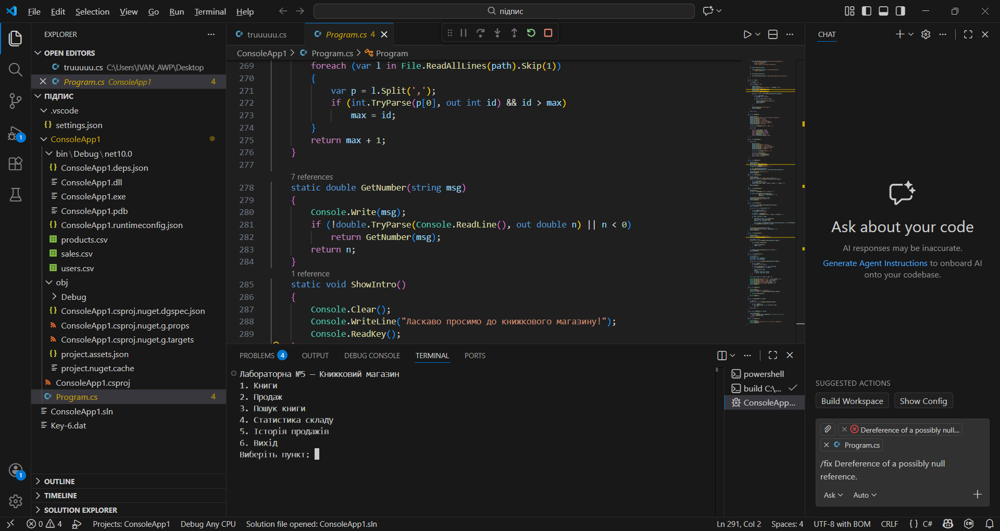 File Edit Selection View Go Run Terminal Help
підпис
EXPLORER
OPEN EDITORS
truuuuu.cs C:\Users\IVAN_AWP\Desktop
Program.cs ConsoleApp1 4
ПІДПИС
.vscode
settings.json
ConsoleApp1
bin\Debug\net10.0
ConsoleApp1.deps.json
ConsoleApp1.dll
ConsoleApp1.exe
ConsoleApp1.pdb
ConsoleApp1.runtimeconfig.json
products.csv
sales.csv
users.csv
obj
Debug
ConsoleApp1.csproj.nuget.dgspec.json
ConsoleApp1.csproj.nuget.g.props
ConsoleApp1.csproj.nuget.g.targets
project.assets.json
project.nuget.cache
ConsoleApp1.csproj
Program.cs 4
ConsoleApp1.sln
Key-6.dat
OUTLINE
TIMELINE
SOLUTION EXPLORER
1
1
truuuuu.cs
Program.cs 4
ConsoleApp1 > Program.cs > Program
269 foreach (var l in File.ReadAllLines(path).Skip(1))
270 {
271 var p = l.Split(',');
272 if (int.TryParse(p[0], out int id) && id > max)
273 max = id;
274 }
275 return max + 1;
276 }
277
7 references
278 static double GetNumber(string msg)
279 {
280 Console.Write(msg);
281 if (!double.TryParse(Console.ReadLine(), out double n) || n < 0)
282 return GetNumber(msg);
283 return n;
284 }
1 reference
285 static void ShowIntro()
286 {
287 Console.Clear();
288 Console.WriteLine("Ласкаво просимо до книжкового магазину!");
289 Console.ReadKey();
PROBLEMS 4 OUTPUT DEBUG CONSOLE TERMINAL PORTS
Лабораторна №5 — Книжковий магазин
1. Книги
2. Продаж
3. Пошук книги
4. Статистика складу
5. Історія продажів
6. Вихід
Виберіть пункт:
powershell
build C:\...
ConsoleApp...
CHAT
Ask about your code
AI responses may be inaccurate.
Generate Agent Instructions to onboard AI
onto your codebase.
SUGGESTED ACTIONS
Build Workspace Show Config
Dereference of a possibly null...
Program.cs
/fix Dereference of a possibly null
reference.
Ask Auto
0 4 Projects: ConsoleApp1 Debug Any CPU Solution file opened: ConsoleApp1.sln Ln 291, Col 2 Spaces: 4 UTF-8 with BOM CRLF {} C#